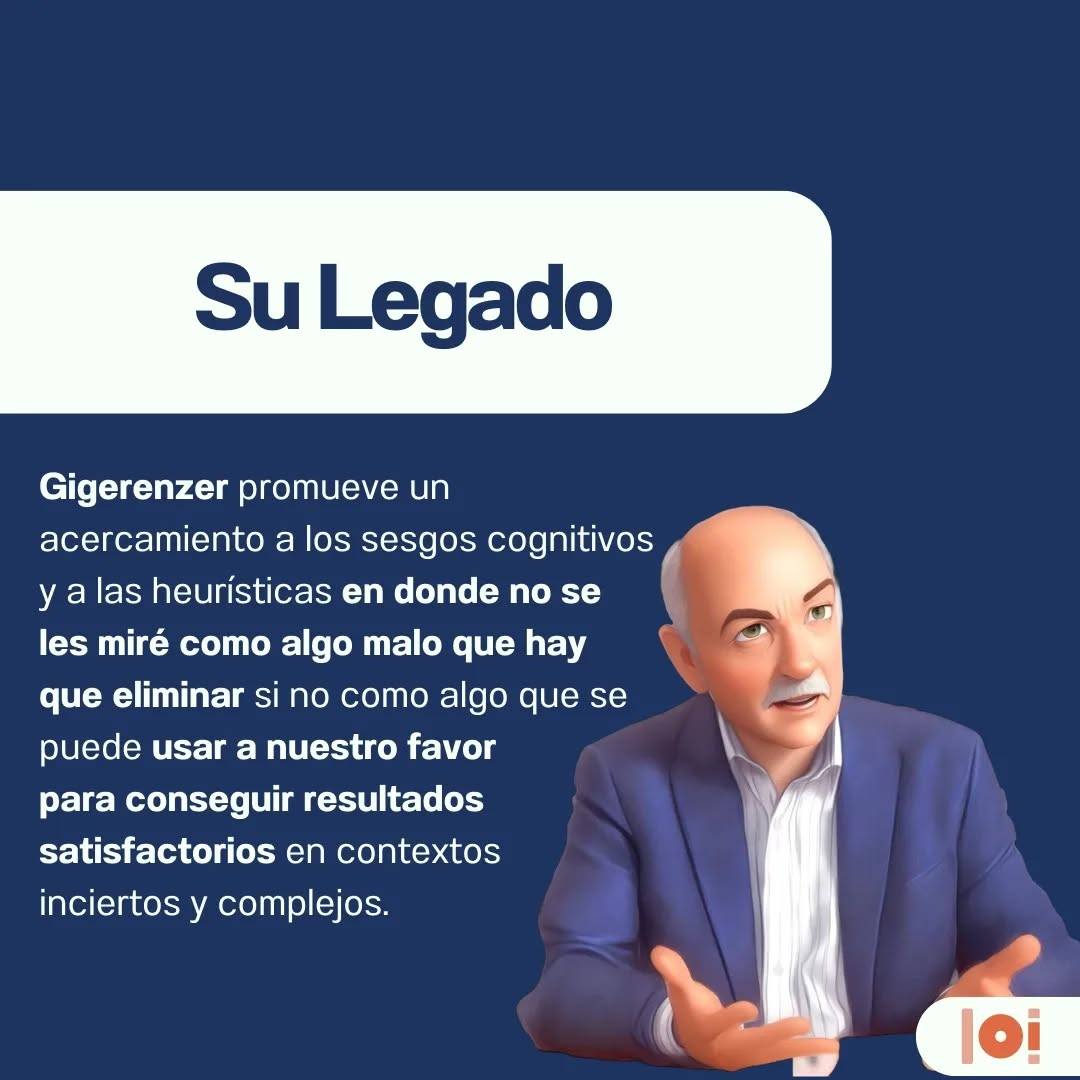 Su Legado
Gigerenzer promueve un
acercamiento a los sesgos cognitivos
y a las heurísticas en donde no se
les miré como algo malo que hay
que eliminar si no como algo que se
puede usar a nuestro favor
para conseguir resultados
satisfactorios en contextos
inciertos y complejos.